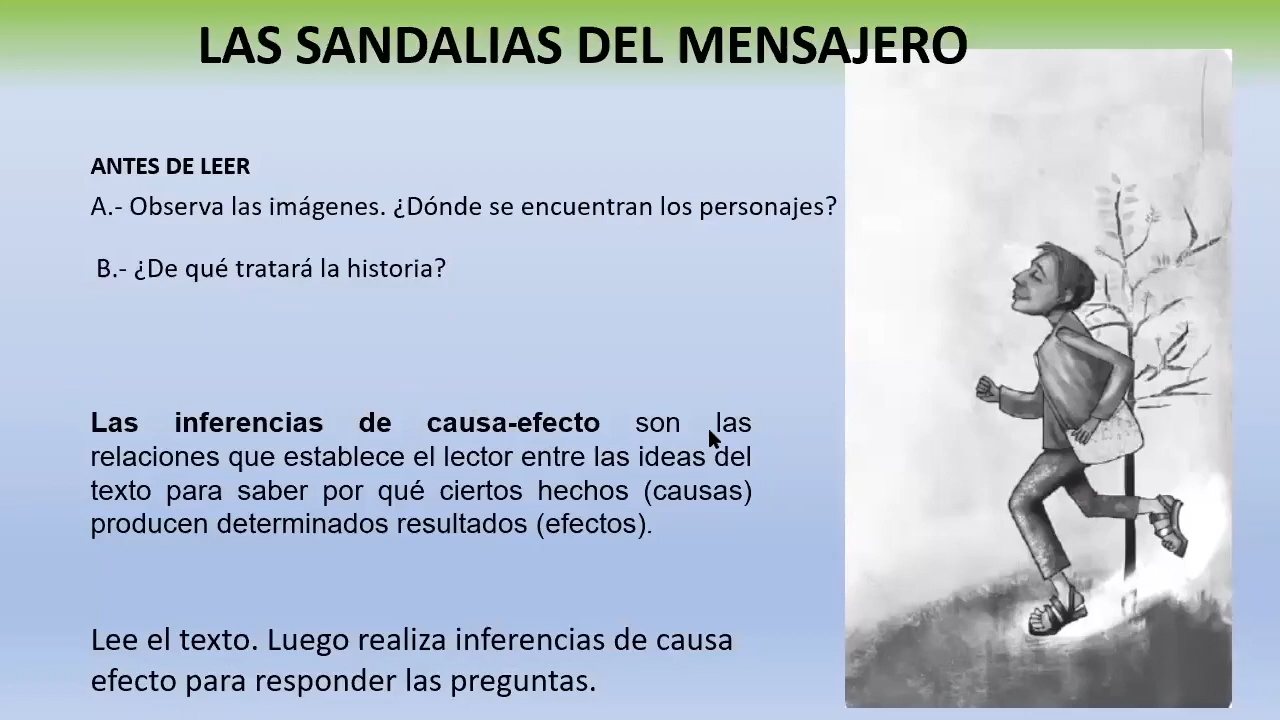 LAS SANDALIAS DEL MENSAJERO
ANTES DE LEER
A.- Observa las imágenes. ¿Dónde se encuentran los personajes?
B.- ¿De qué tratará la historia?
Las inferencias de causa-efecto son las
relaciones que establece el lector entre las ideas del
texto para saber por qué ciertos hechos (causas)
producen determinados resultados (efectos).
Lee el texto. Luego realiza inferencias de causa
efecto para responder las preguntas.